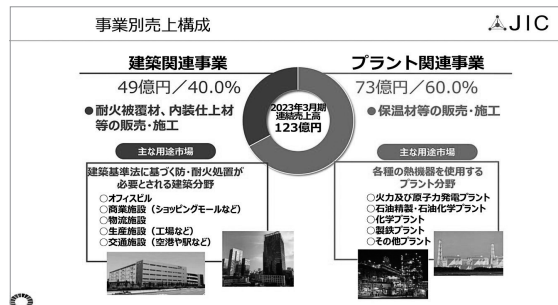 事業別売上構成
JIC
建築関連事業
49億円／40.0%
●耐火被覆材、内装仕上材
等の販売・施工
2023年3月期
連結売上高
123億円
プラント関連事業
73億円／60.0%
●保温材等の販売・施工
主な用途市場
建築基準法に基づく防・耐火処置が
必要とされる建築分野
○オフィスビル
○商業施設（ショッピングモールなど）
○物流施設
○生産施設（工場など）
○交通施設（空港や駅など）
主な用途市場
各種の熱機器を使用する
プラント分野
○火力及び原子力発電プラント
○石油精製・石油化学プラント
○化学プラント
○製鉄プラント
○その他プラント